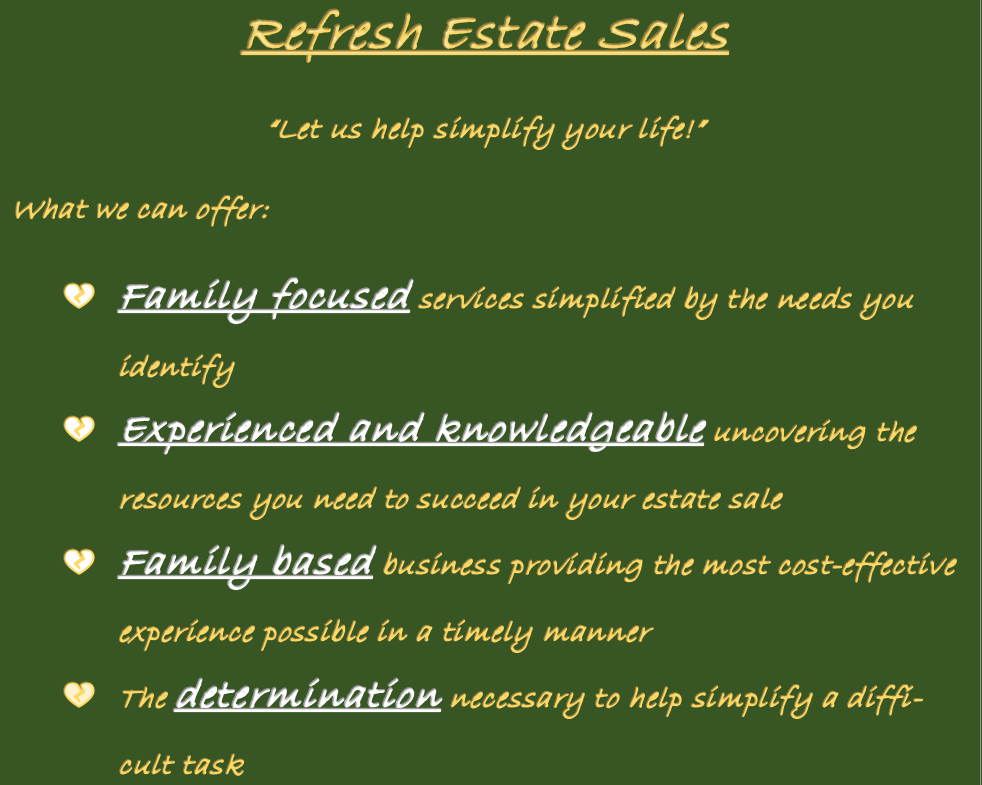 Refresh Estate Sales
“Let us help simplify your life!”
What we can offer:
Family focused services simplified by the needs you
identify
Experienced and knowledgeable uncovering the
resources you need to succeed in your estate sale
Family based business providing the most cost-effective
experience possible in a timely manner
The determination necessary to help simplify a diffi-
cult task